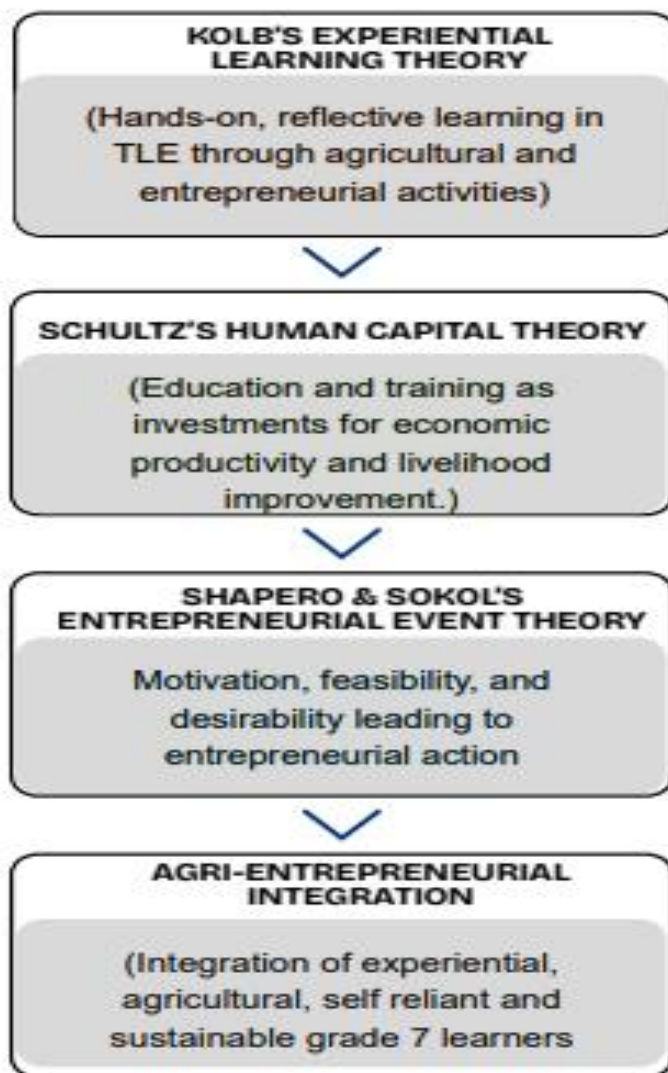 KOLB'S EXPERIENTIAL
LEARNING THEORY
(Hands-on, reflective learning in
TLE through agricultural and
entrepreneurial activities)
SCHULTZ'S HUMAN CAPITAL THEORY
(Education and training as
investments for economic
productivity and livelihood
improvement.)
SHAPERO & SOKOL'S
ENTREPRENEURIAL EVENT THEORY
Motivation, feasibility, and
desirability leading to
entrepreneurial action
AGRI-ENTREPRENEURIAL
INTEGRATION
(Integration of experiential,
agricultural, self reliant and
sustainable grade 7 learners